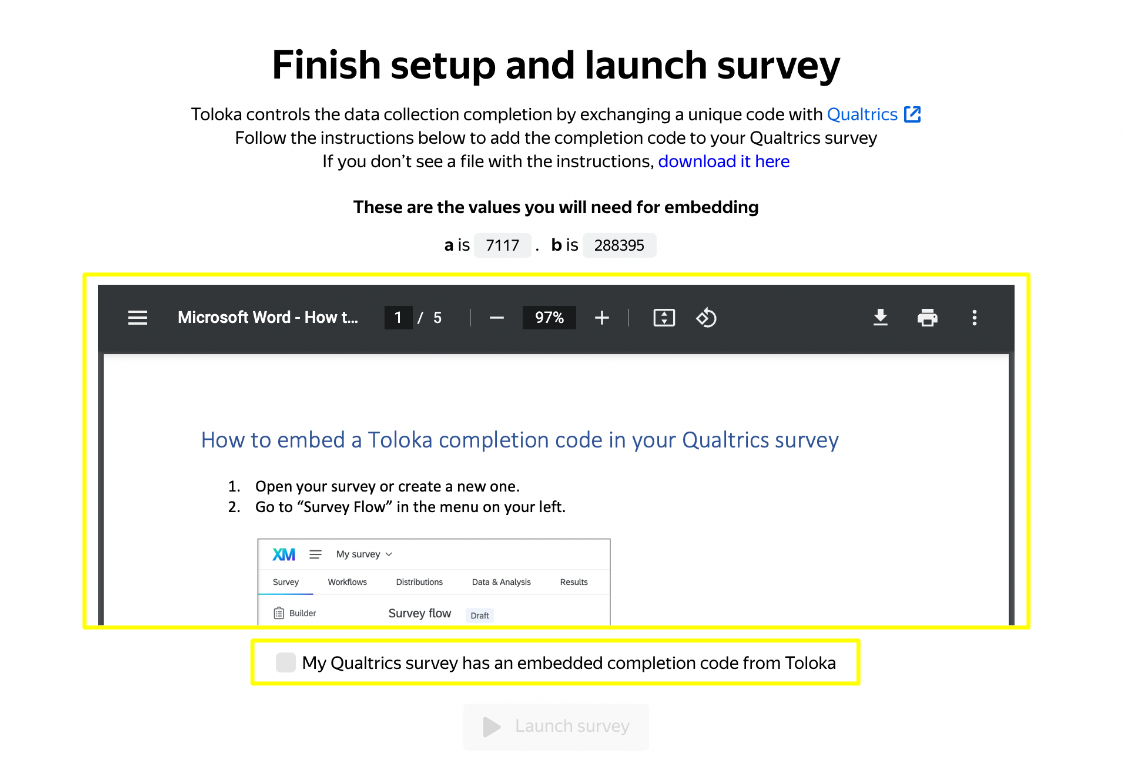 Finish setup and launch survey
Toloka controls the data collection completion by exchanging a unique code with Qualtrics
Follow the instructions below to add the completion code to your Qualtrics survey
If you don’t see a file with the instructions, download it here
These are the values you will need for embedding
a is 7117 . b is 288395
Microsoft Word - How t... 1 / 5 97%
How to embed a Toloka completion code in your Qualtrics survey
1. Open your survey or create a new one.
2. Go to “Survey Flow” in the menu on your left.
XM My survey
Survey Workflows Distributions Data & Analysis Results
Builder Survey flow Draft
My Qualtrics survey has an embedded completion code from Toloka
Launch survey